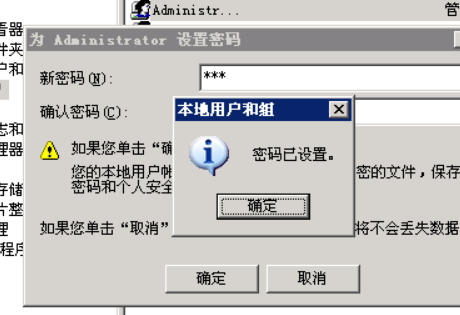 Administr...
管
看器
件夹
为 Administrator 设置密码
户和
新密码(N):
***
确认密码(C):
本地用户和组
志和
理器
如果您单击“确
密码已设置。
您的本地用户帐
密的文件，保存
密码和个人安全
存储
片整
确定
理
如果您单击“取消”
将不会丢失数据
程序
确定
取消